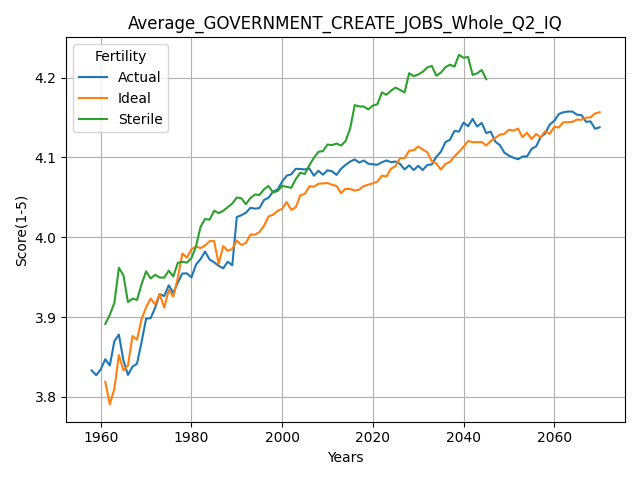 Average_GOVERNMENT_CREATE_JOBS_Whole_Q2_IQ
Fertility
Actual
Ideal
Sterile
Score(1-5)
4.2
4.1
4.0
3.9
3.8
1960
1980
2000
2020
2040
2060
Years